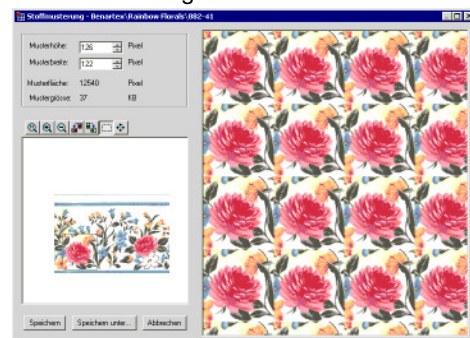 Stoffmusterung - Benartex\Rainbow Florals\882-41
Musterhöhe: 126 Pixel
Musterbreite: 122 Pixel
Musterfläche: 12540 Pixel
Mustergrösse: 37 KB
Speichern Speichern unter... Abbrechen